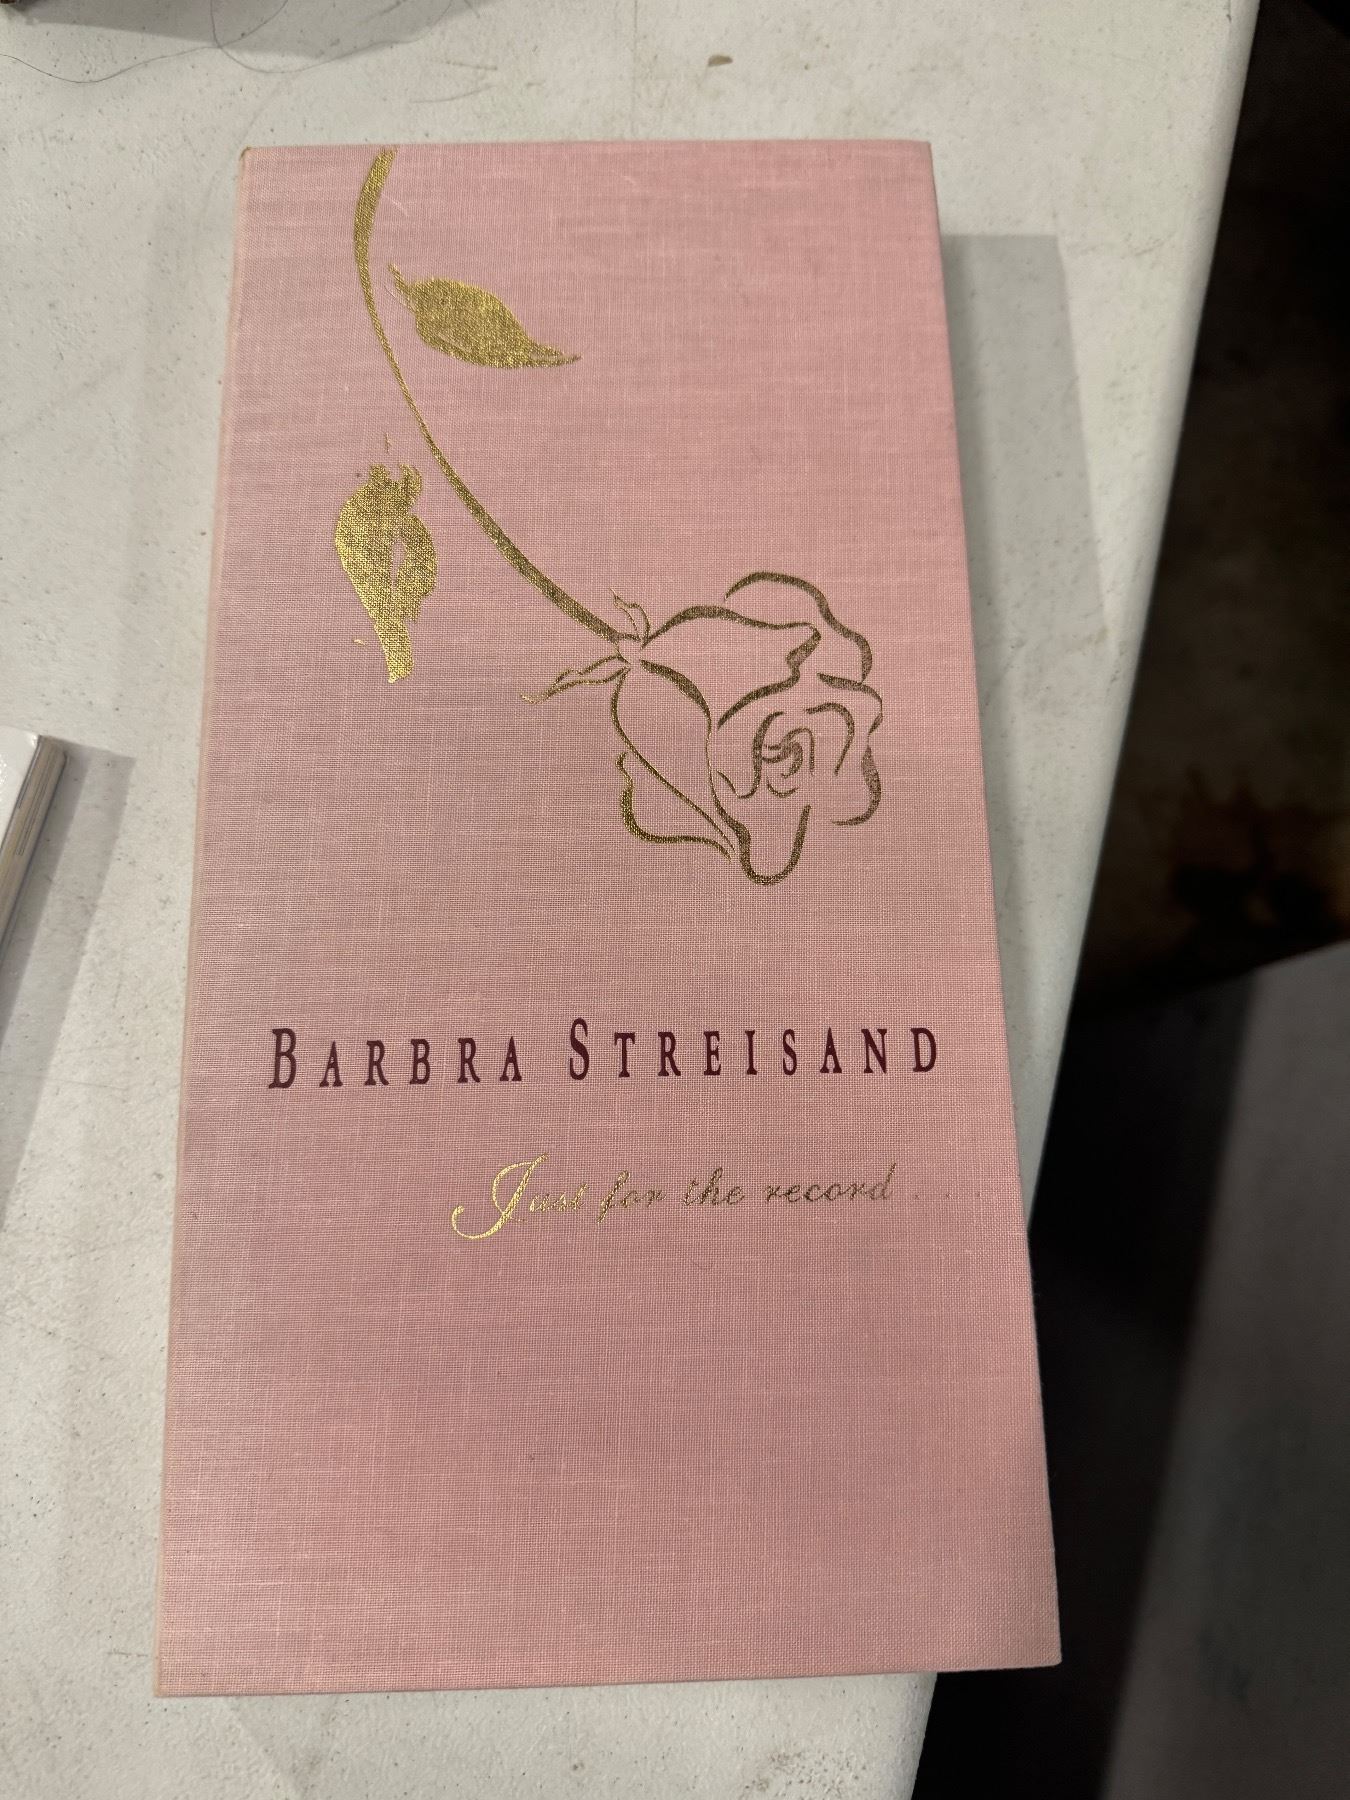 BARBRA STREISAND
Just for the record . . .